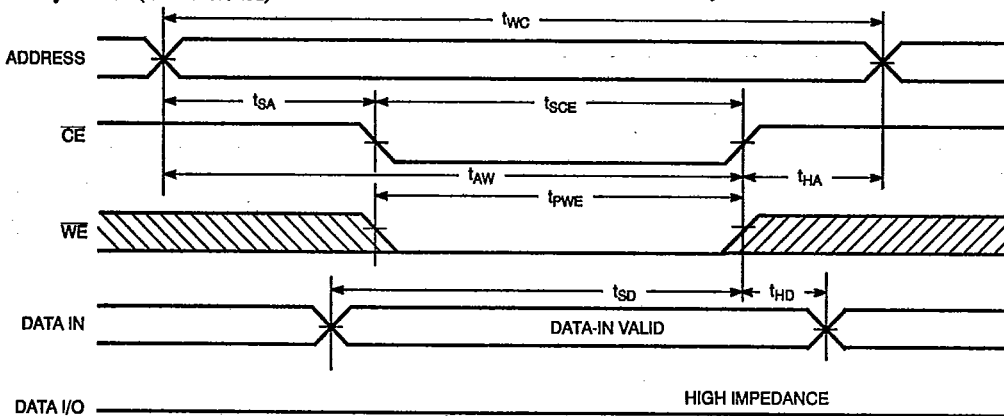 tWC
ADDRESS
tSA
tSCE
CE
tAW
tHA
tPWE
WE
tSD
tHD
DATA IN
DATA-IN VALID
HIGH IMPEDANCE
DATA I/O